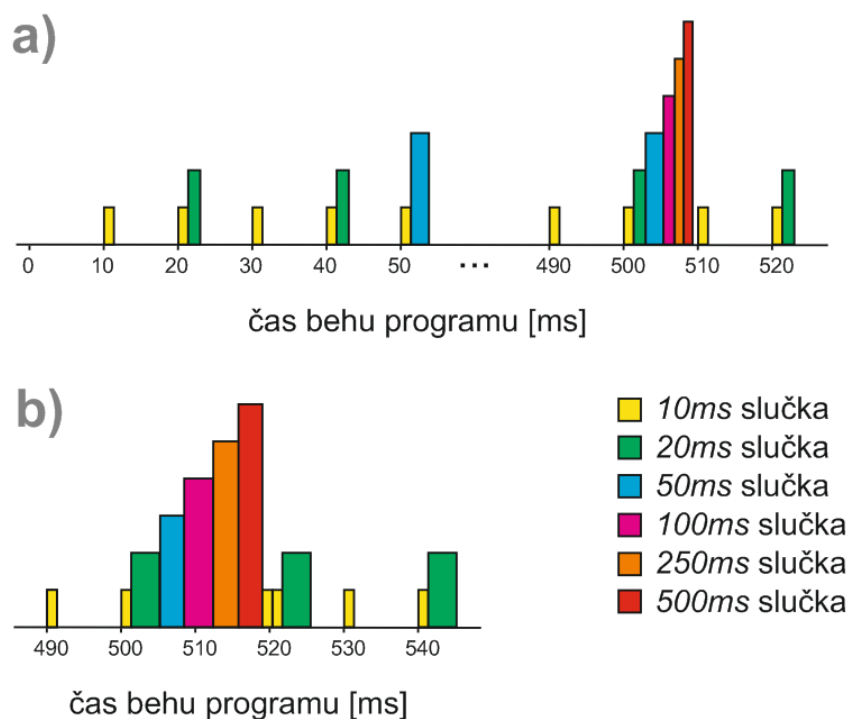 a)
0 10 20 30 40 50 ... 490 500 510 520
čas behu programu [ms]
b)
490 500 510 520 530 540
čas behu programu [ms]
10ms slučka
20ms slučka
50ms slučka
100ms slučka
250ms slučka
500ms slučka